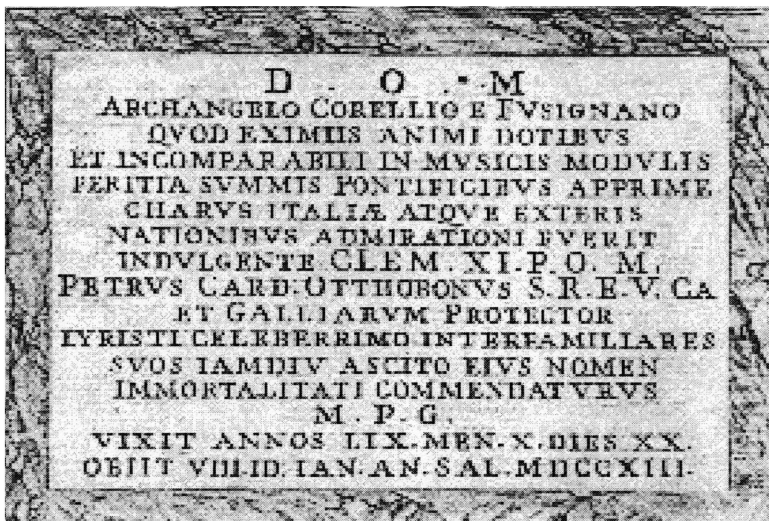 D . O . M
ARCHANGELO CORELLIO E FVSIGNANO
QVOD EXIMIIS ANIMI DOTIBVS
ET INCOMPARABILI IN MVSICIS MODVLIS
PERITIA SVMMIS PONTIFICIBVS APPRIME
CHARVS ITALIÆ ATQVE EXTERIS
NATIONIBVS ADMIRATIONI FVERIT
INDVLGENTE CLEM. XI. P. O. M.
PETRVS CARD. OTTHOBONVS S. R. E. V. CA
ET GALLIARVM PROTECTOR
LYRISTI CELEBERRIMO INTER FAMILIARES
SVOS IAMDIV ASCITO EIVS NOMEN
IMMORTALITATI COMMENDATVRVS
M. P. C.
VIXIT ANNOS LIX. MEN. X. DIES XX.
OBIIT VIII. ID. IAN. AN. SAL. MDCCXIII.